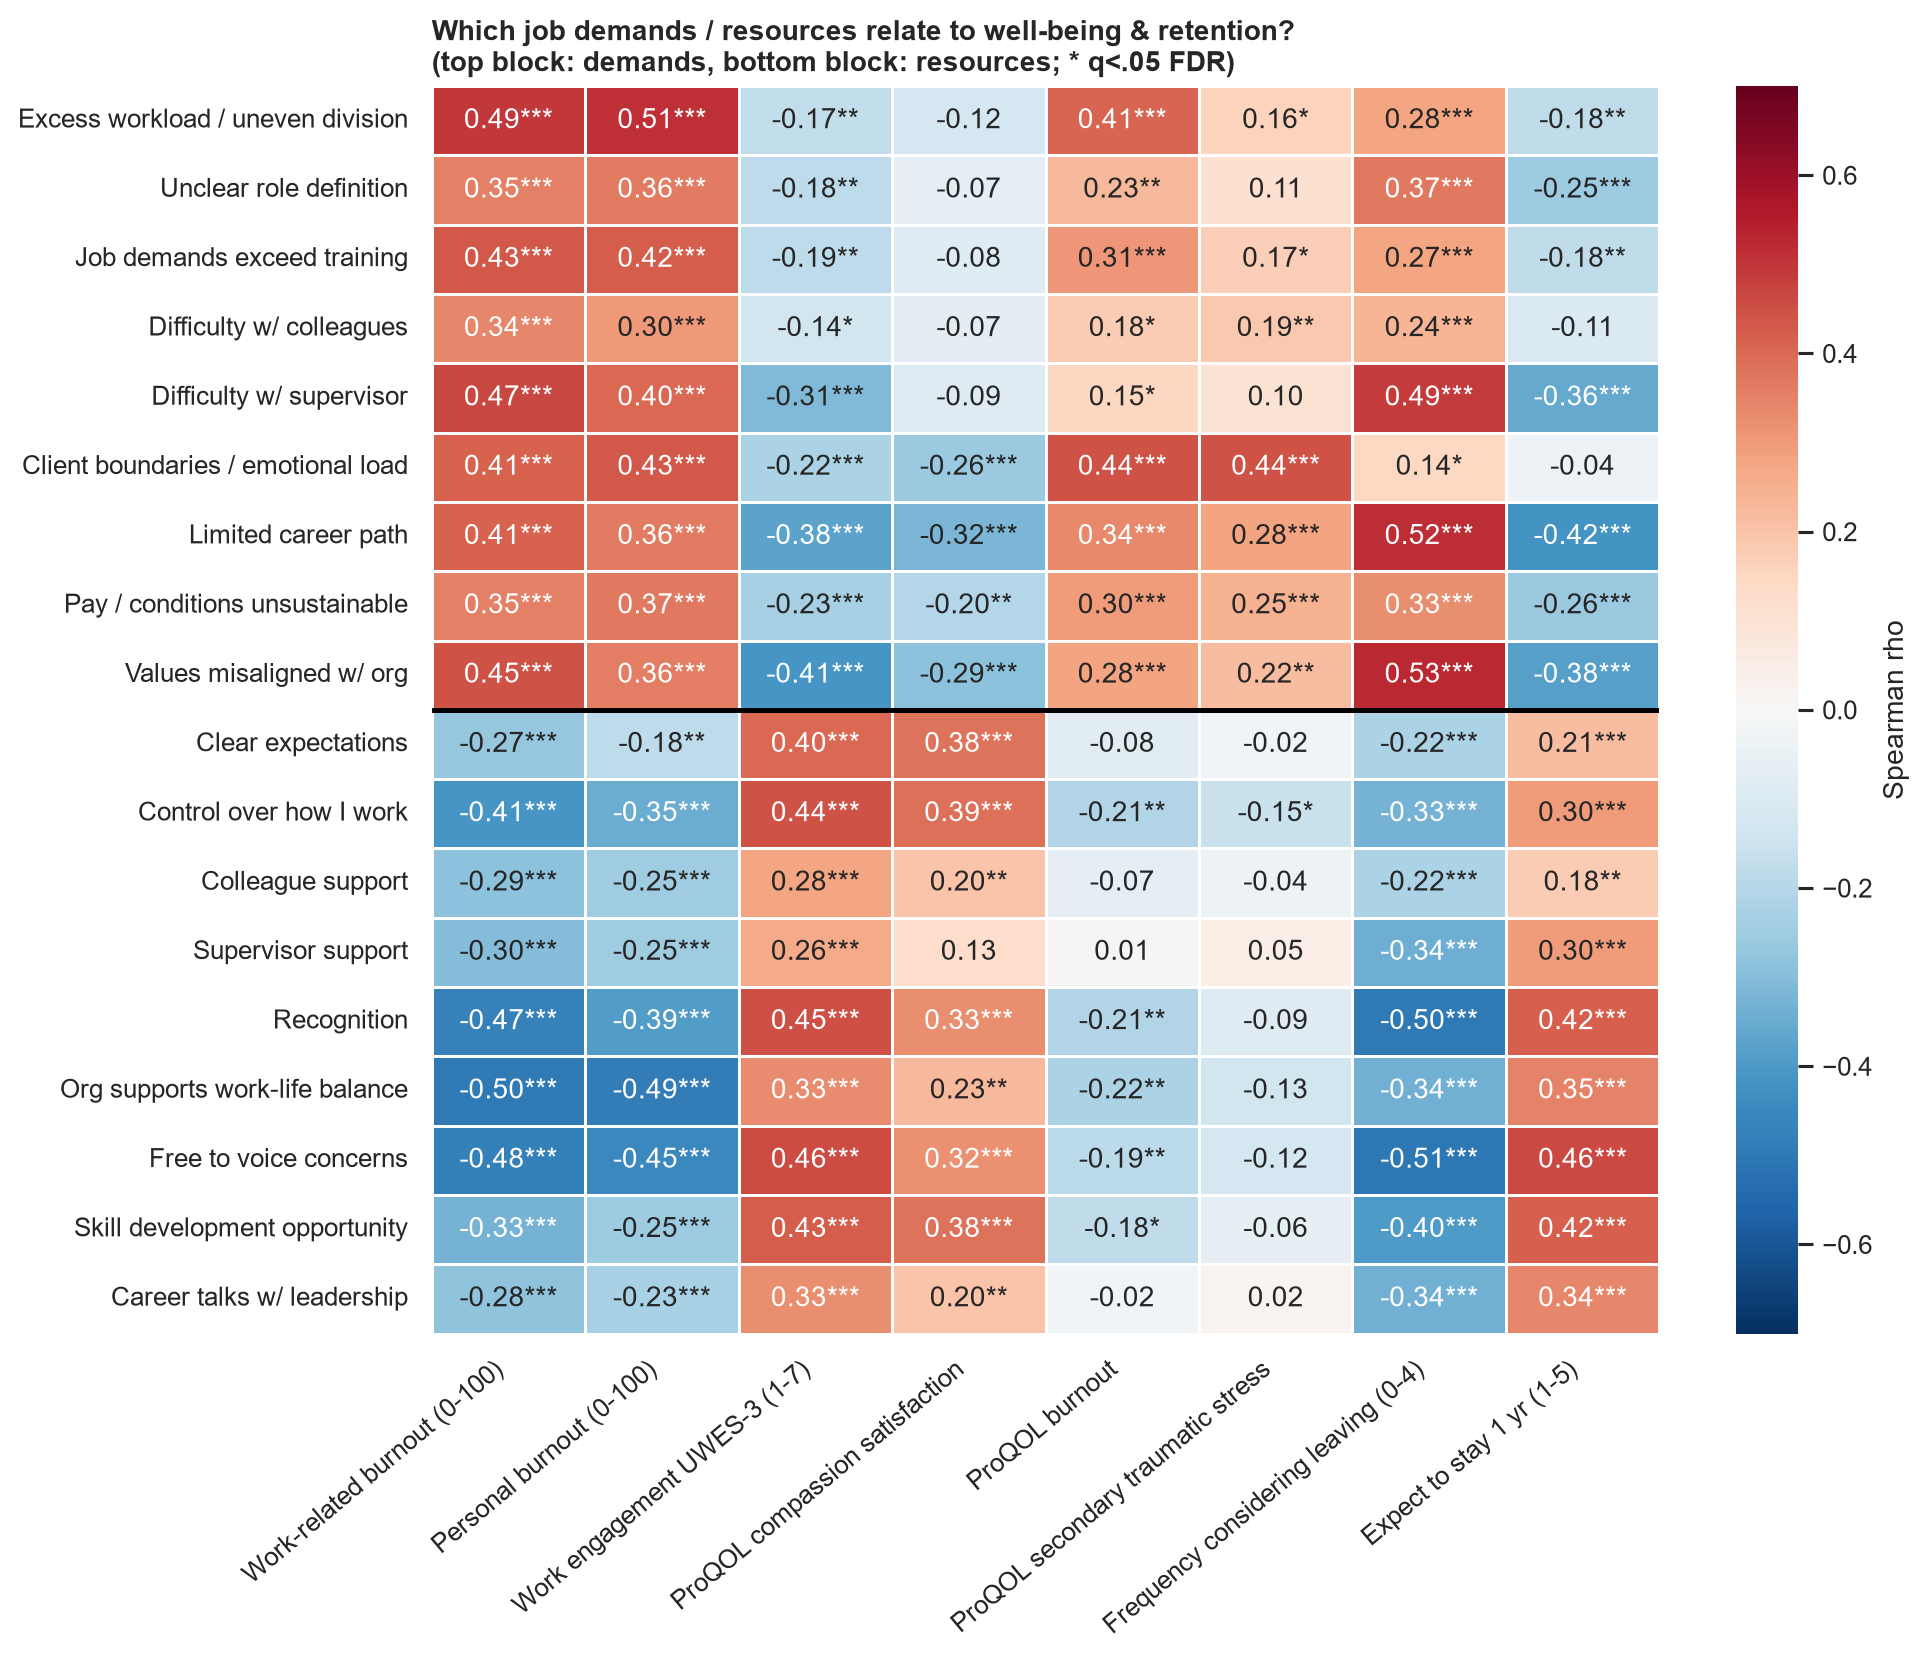 Which job demands / resources relate to well-being & retention?
(top block: demands, bottom block: resources; * q<.05 FDR)
Excess workload / uneven division 0.49*** 0.51*** -0.17** -0.12 0.41*** 0.16* 0.28*** -0.18**
Unclear role definition 0.35*** 0.36*** -0.18** -0.07 0.23** 0.11 0.37*** -0.25***
Job demands exceed training 0.43*** 0.42*** -0.19** -0.08 0.31*** 0.17* 0.27*** -0.18**
Difficulty w/ colleagues 0.34*** 0.30*** -0.14* -0.07 0.18* 0.19** 0.24*** -0.11
Difficulty w/ supervisor 0.47*** 0.40*** -0.31*** -0.09 0.15* 0.10 0.49*** -0.36***
Client boundaries / emotional load 0.41*** 0.43*** -0.22*** -0.26*** 0.44*** 0.44*** 0.14* -0.04
Limited career path 0.41*** 0.36*** -0.38*** -0.32*** 0.34*** 0.28*** 0.52*** -0.42***
Pay / conditions unsustainable 0.35*** 0.37*** -0.23*** -0.20** 0.30*** 0.25*** 0.33*** -0.26***
Values misaligned w/ org 0.45*** 0.36*** -0.41*** -0.29*** 0.28*** 0.22** 0.53*** -0.38***
Clear expectations -0.27*** -0.18** 0.40*** 0.38*** -0.08 -0.02 -0.22*** 0.21***
Control over how I work -0.41*** -0.35*** 0.44*** 0.39*** -0.21** -0.15* -0.33*** 0.30***
Colleague support -0.29*** -0.25*** 0.28*** 0.20** -0.07 -0.04 -0.22*** 0.18**
Supervisor support -0.30*** -0.25*** 0.26*** 0.13 0.01 0.05 -0.34*** 0.30***
Recognition -0.47*** -0.39*** 0.45*** 0.33*** -0.21** -0.09 -0.50*** 0.42***
Org supports work-life balance -0.50*** -0.49*** 0.33*** 0.23** -0.22** -0.13 -0.34*** 0.35***
Free to voice concerns -0.48*** -0.45*** 0.46*** 0.32*** -0.19** -0.12 -0.51*** 0.46***
Skill development opportunity -0.33*** -0.25*** 0.43*** 0.38*** -0.18* -0.06 -0.40*** 0.42***
Career talks w/ leadership -0.28*** -0.23*** 0.33*** 0.20** -0.02 0.02 -0.34*** 0.34***
Work-related burnout (0-100)
Personal burnout (0-100)
Work engagement UWES-3 (1-7)
ProQOL compassion satisfaction
ProQOL burnout
ProQOL secondary traumatic stress
Frequency considering leaving (0-4)
Expect to stay 1 yr (1-5)
0.6
0.4
0.2
0.0
−0.2
−0.4
−0.6
Spearman rho